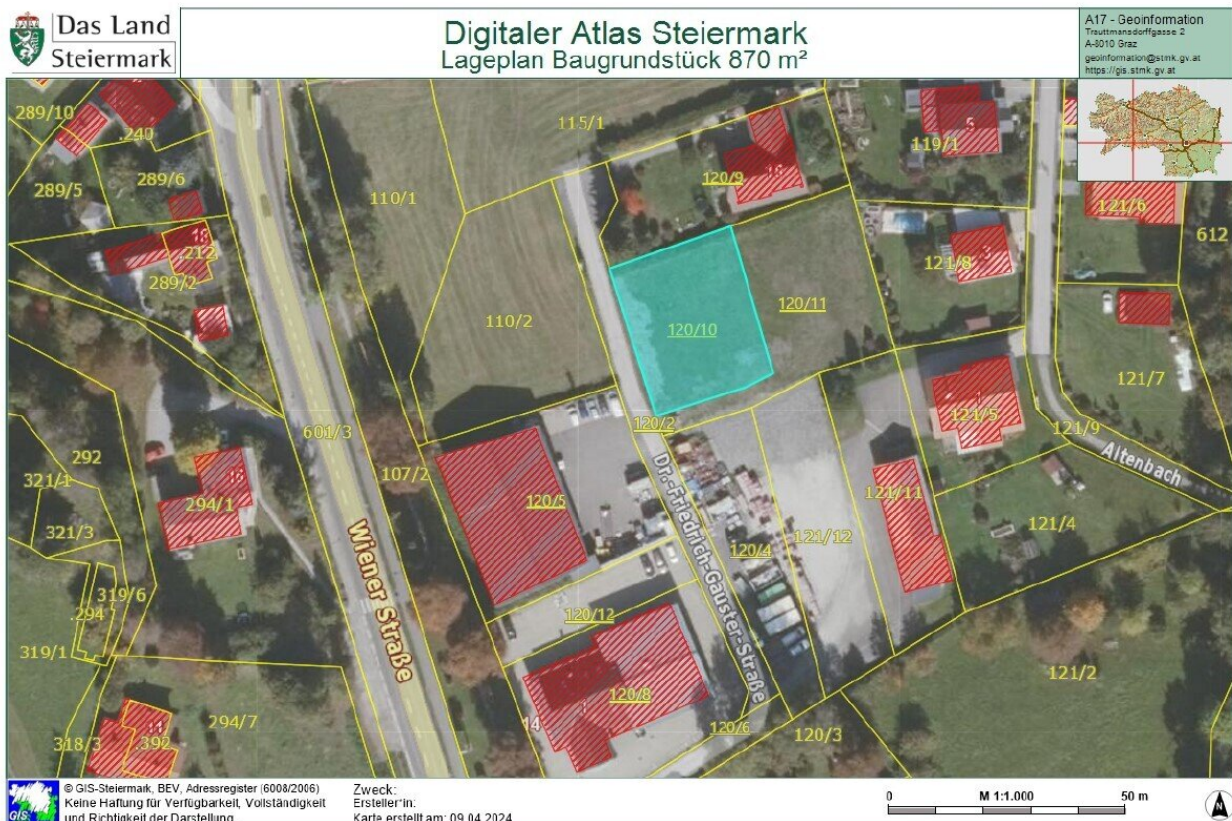 Das Land
Steiermark
Digitaler Atlas Steiermark
Lageplan Baugrundstück 870 m²
A17 - Geoinformation
Trauttmansdorffgasse 2
A-8010 Graz
geoinformation@stmk.gv.at
https://gis.stmk.gv.at
289/10
.240
115/1
5
119/1
289/5
289/6
110/1
120/9
121/6
612
.212
289/2
121/8
3
110/2
120/10
120/11
121/7
601/3
120/2
121/5
121/9
Altenbach
292
321/1
107/2
294/1
120/5
121/11
321/3
Wiener Straße
Dr.-Friedrich-Gauster-Straße
121/12
121/4
120/4
319/6
.294
120/12
319/1
120/8
121/2
294/7
14
120/6
120/3
318/3
11
.392
GIS
© GIS-Steiermark, BEV, Adressregister (6008/2006)
Keine Haftung für Verfügbarkeit, Vollständigkeit
und Richtigkeit der Darstellung
Zweck:
Ersteller*in:
Karte erstellt am: 09.04.2024
0
M 1:1.000
50 m
N